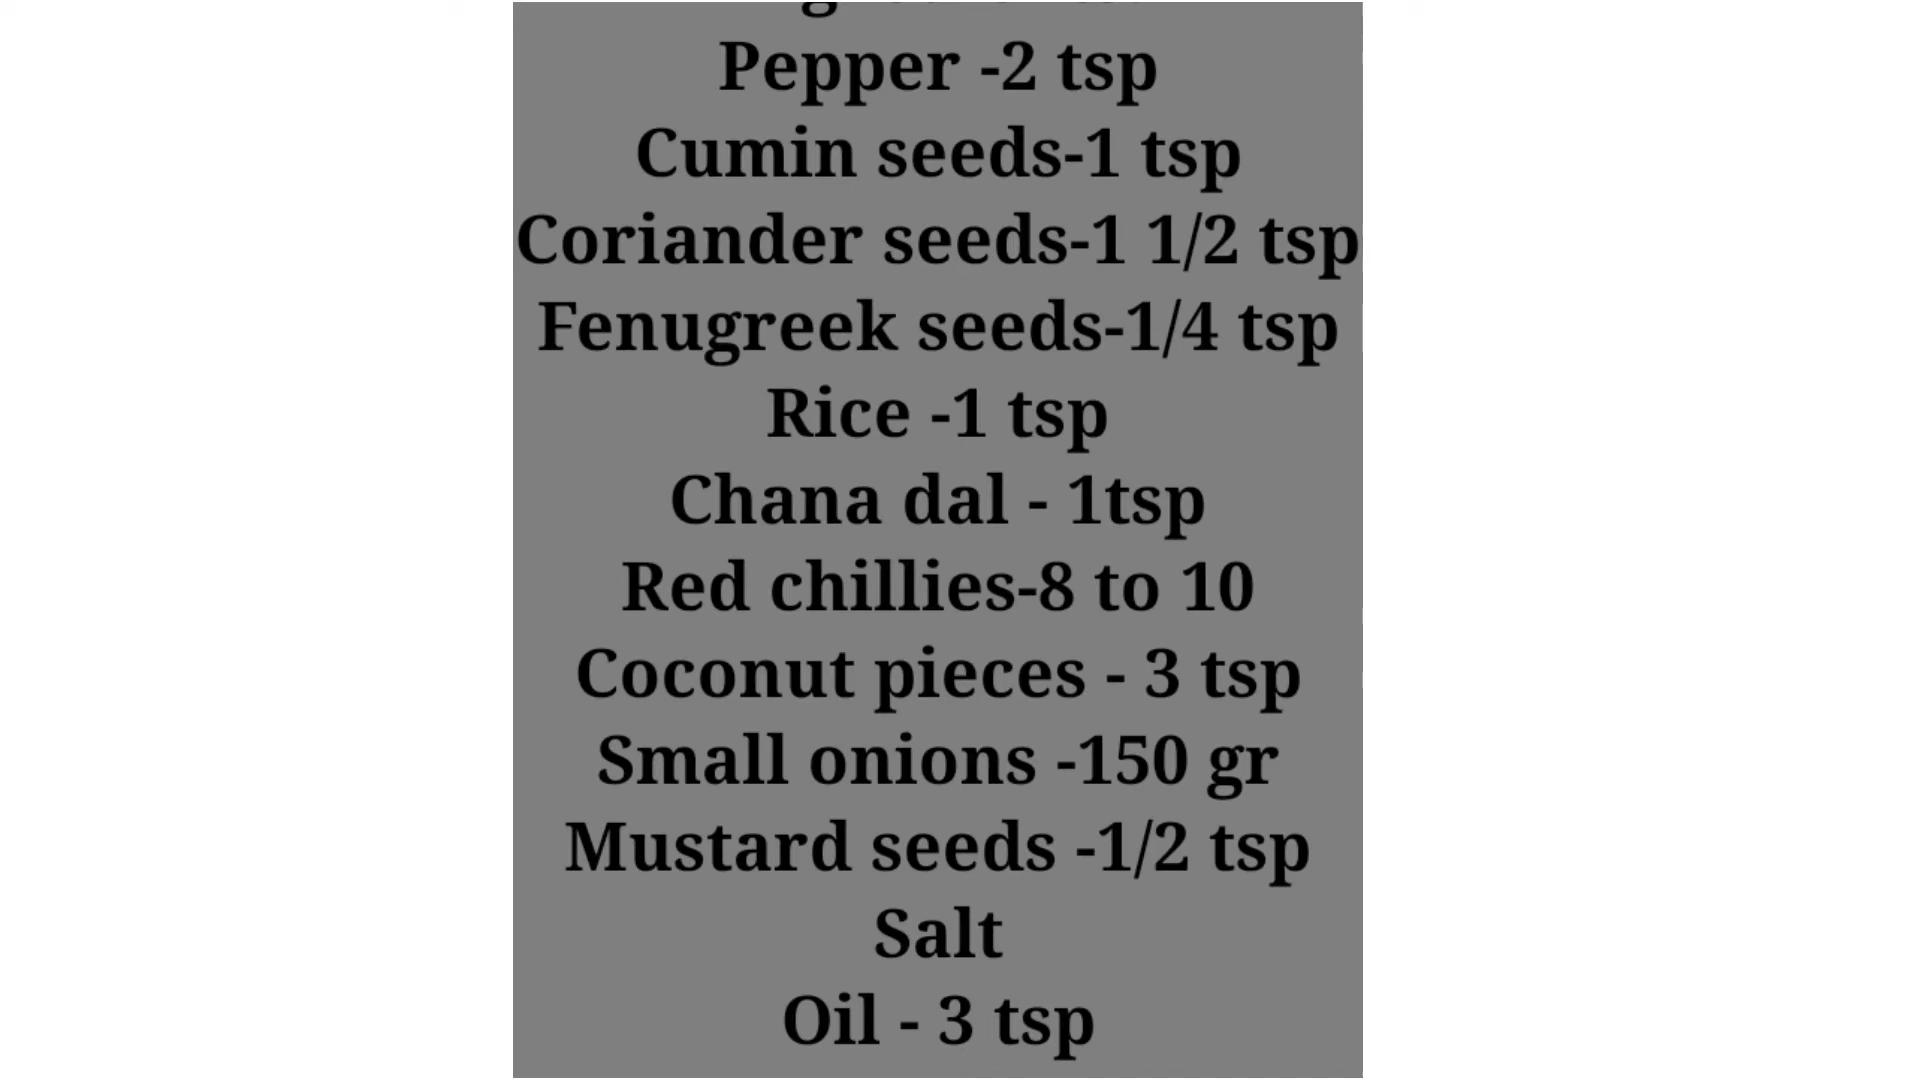 Pepper -2 tsp
Cumin seeds-1 tsp
Coriander seeds-1 1/2 tsp
Fenugreek seeds-1/4 tsp
Rice -1 tsp
Chana dal - 1tsp
Red chillies-8 to 10
Coconut pieces - 3 tsp
Small onions -150 gr
Mustard seeds -1/2 tsp
Salt
Oil - 3 tsp